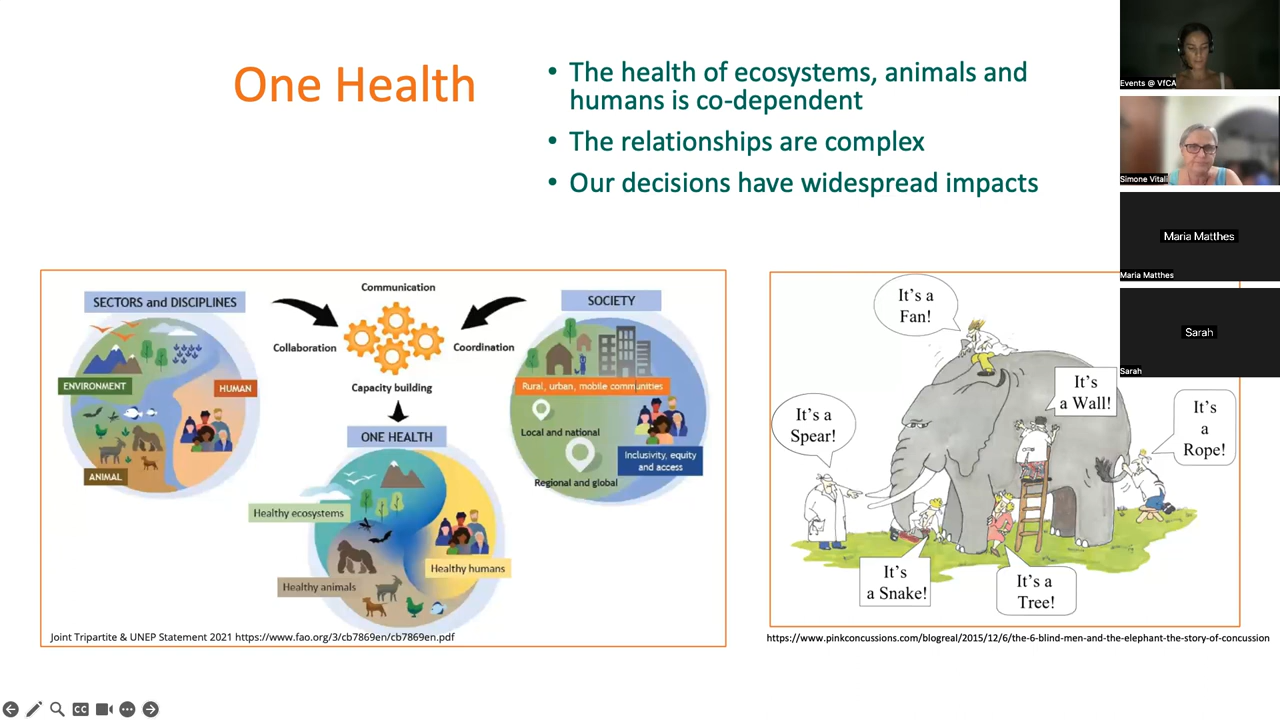 One Health
• The health of ecosystems, animals and
humans is co-dependent
• The relationships are complex
• Our decisions have widespread impacts
SECTORS and DISCIPLINES
ENVIRONMENT
HUMAN
ANIMAL
Communication
Collaboration
Coordination
Capacity building
SOCIETY
Rural, urban, mobile communities
Local and national
Inclusivity, equity
and access
Regional and global
ONE HEALTH
Healthy ecosystems
Healthy humans
Healthy animals
Joint Tripartite & UNEP Statement 2021 https://www.fao.org/3/cb7869en/cb7869en.pdf
It's a
Fan!
It's
a Wall!
It's a
Spear!
It's
a
Rope!
It's
a Snake!
It's a
Tree!
https://www.pinkconcussions.com/blogreal/2015/12/6/the-6-blind-men-and-the-elephant-the-story-of-concussion
Events @ VfCA
Simone Vitali
Maria Matthes
Maria Matthes
Sarah
Sarah
CC